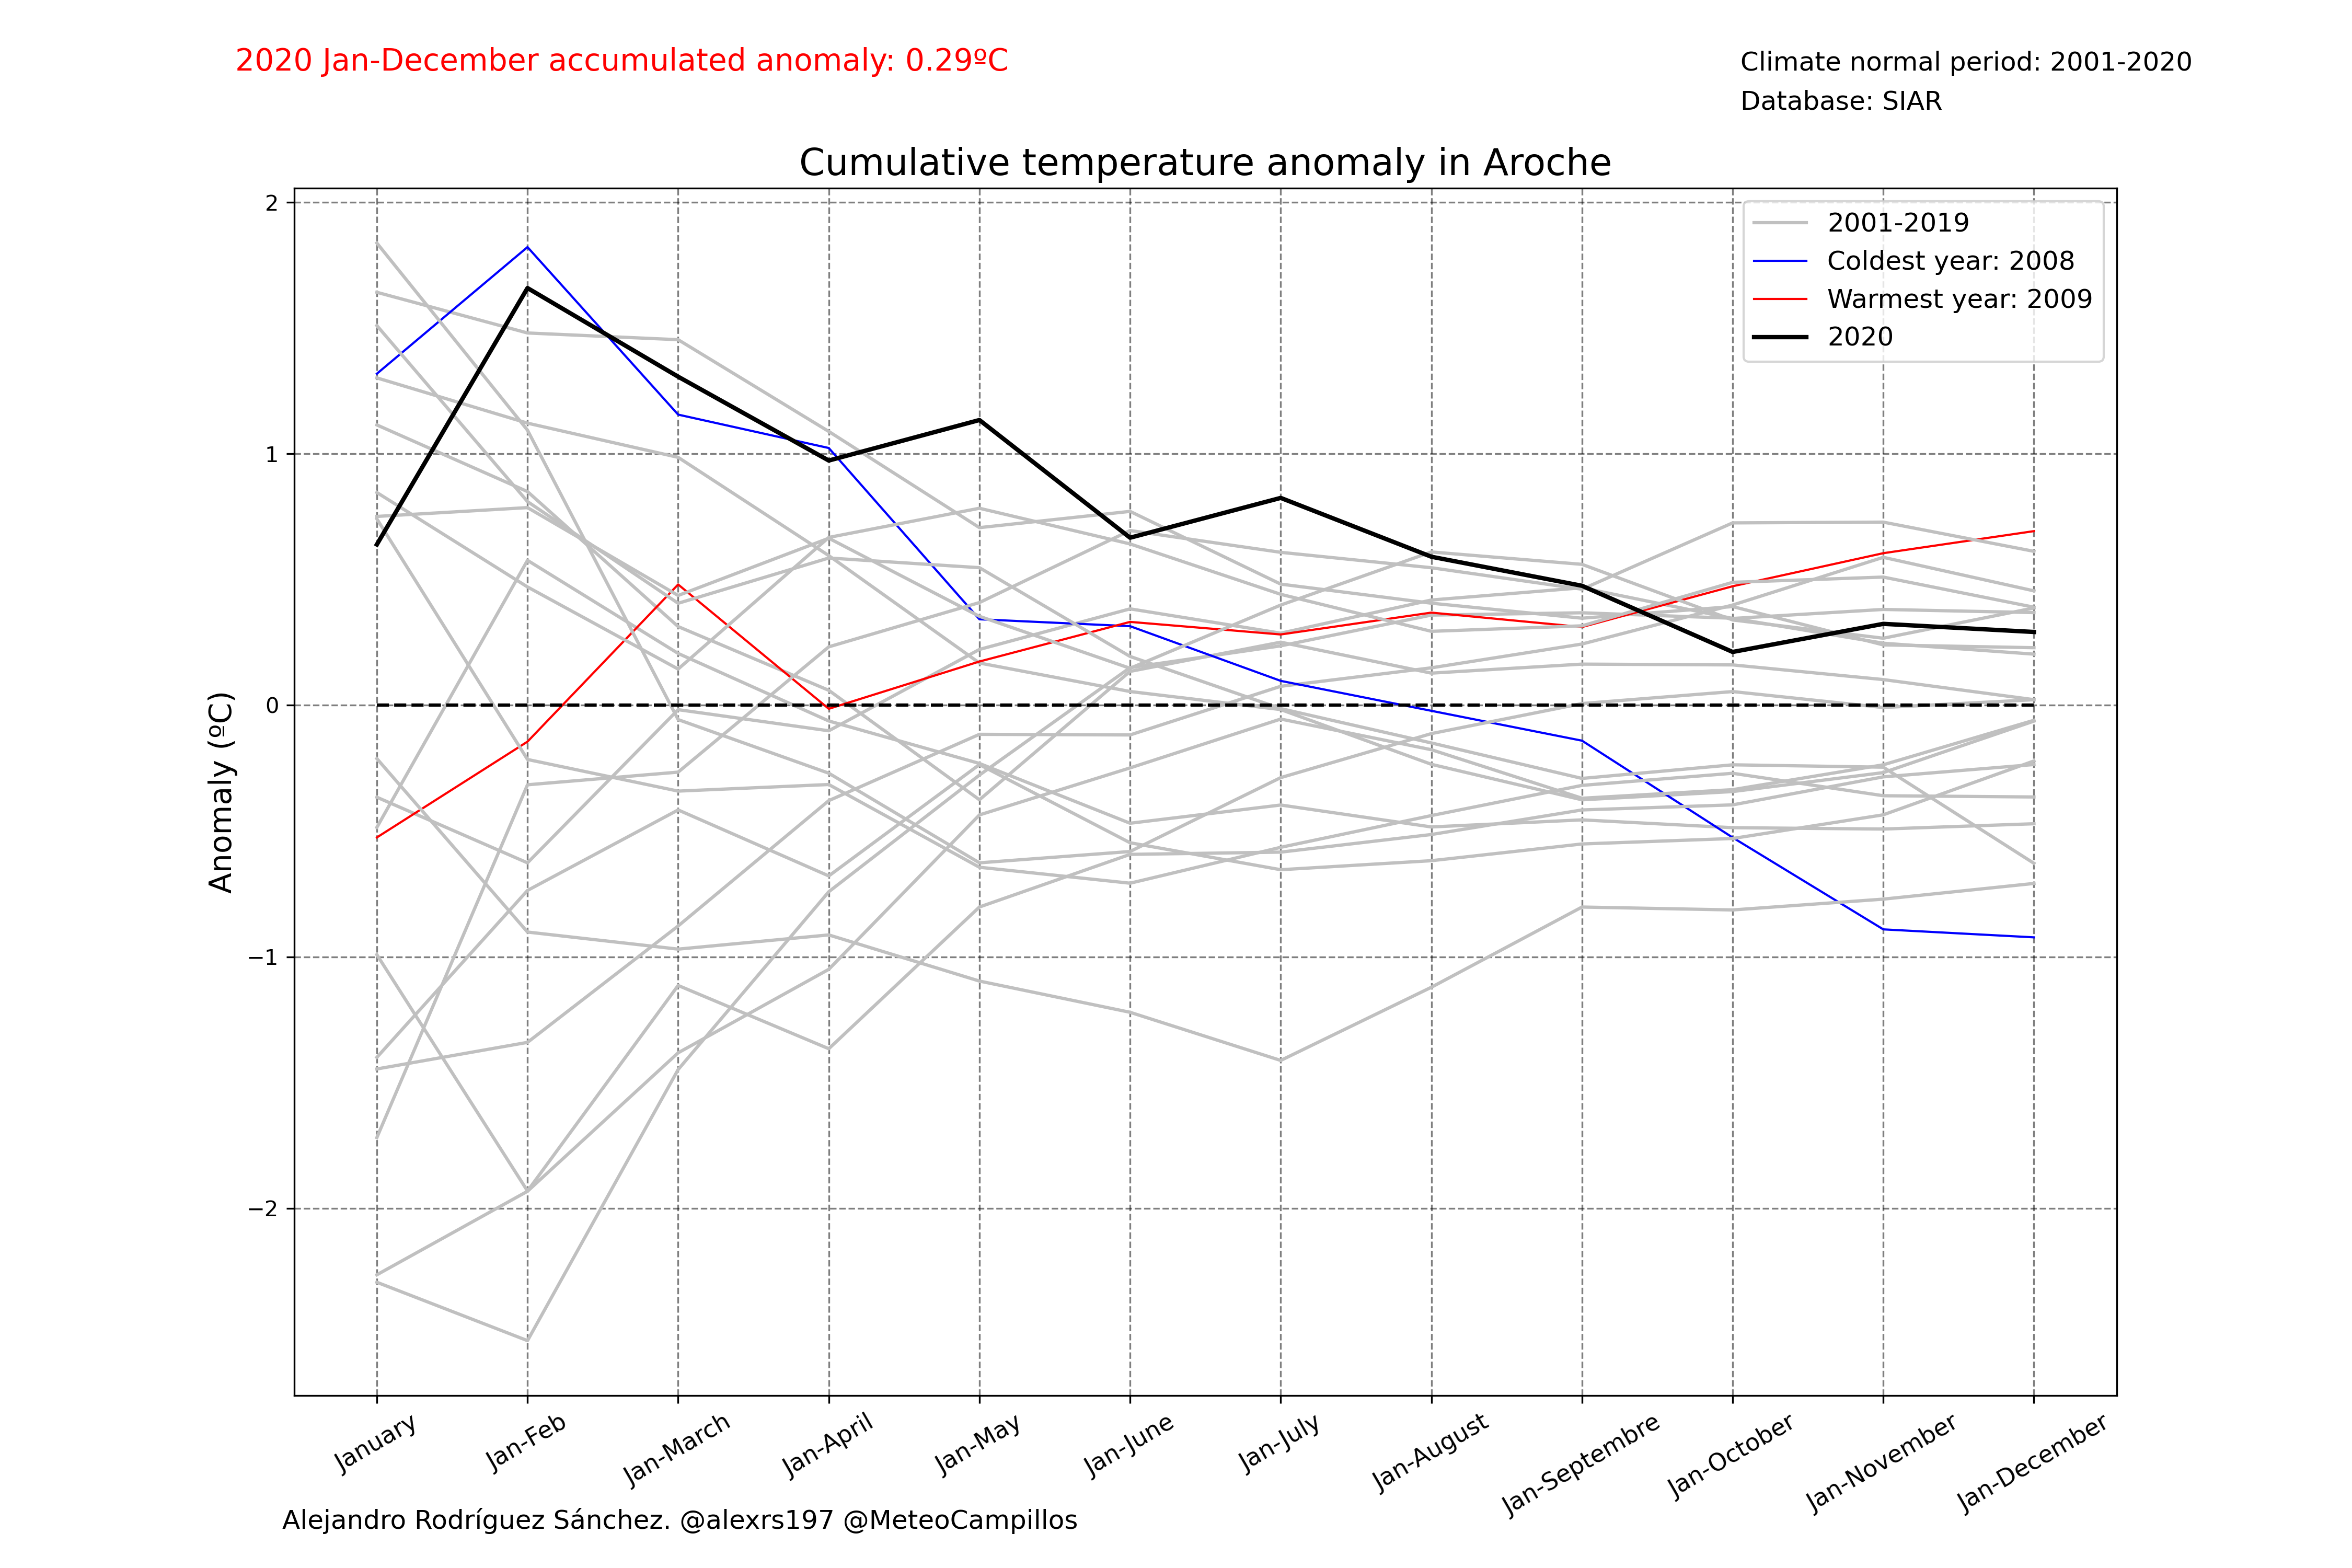 2020 Jan-December accumulated anomaly: 0.29ºC
Climate normal period: 2001-2020
Database: SIAR
Cumulative temperature anomaly in Aroche
2001-2019
Coldest year: 2008
Warmest year: 2009
2020
Anomaly (ºC)
2
1
0
−1
−2
January
Jan-Feb
Jan-March
Jan-April
Jan-May
Jan-June
Jan-July
Jan-August
Jan-Septembre
Jan-October
Jan-November
Jan-December
Alejandro Rodríguez Sánchez. @alexrs197 @MeteoCampillos